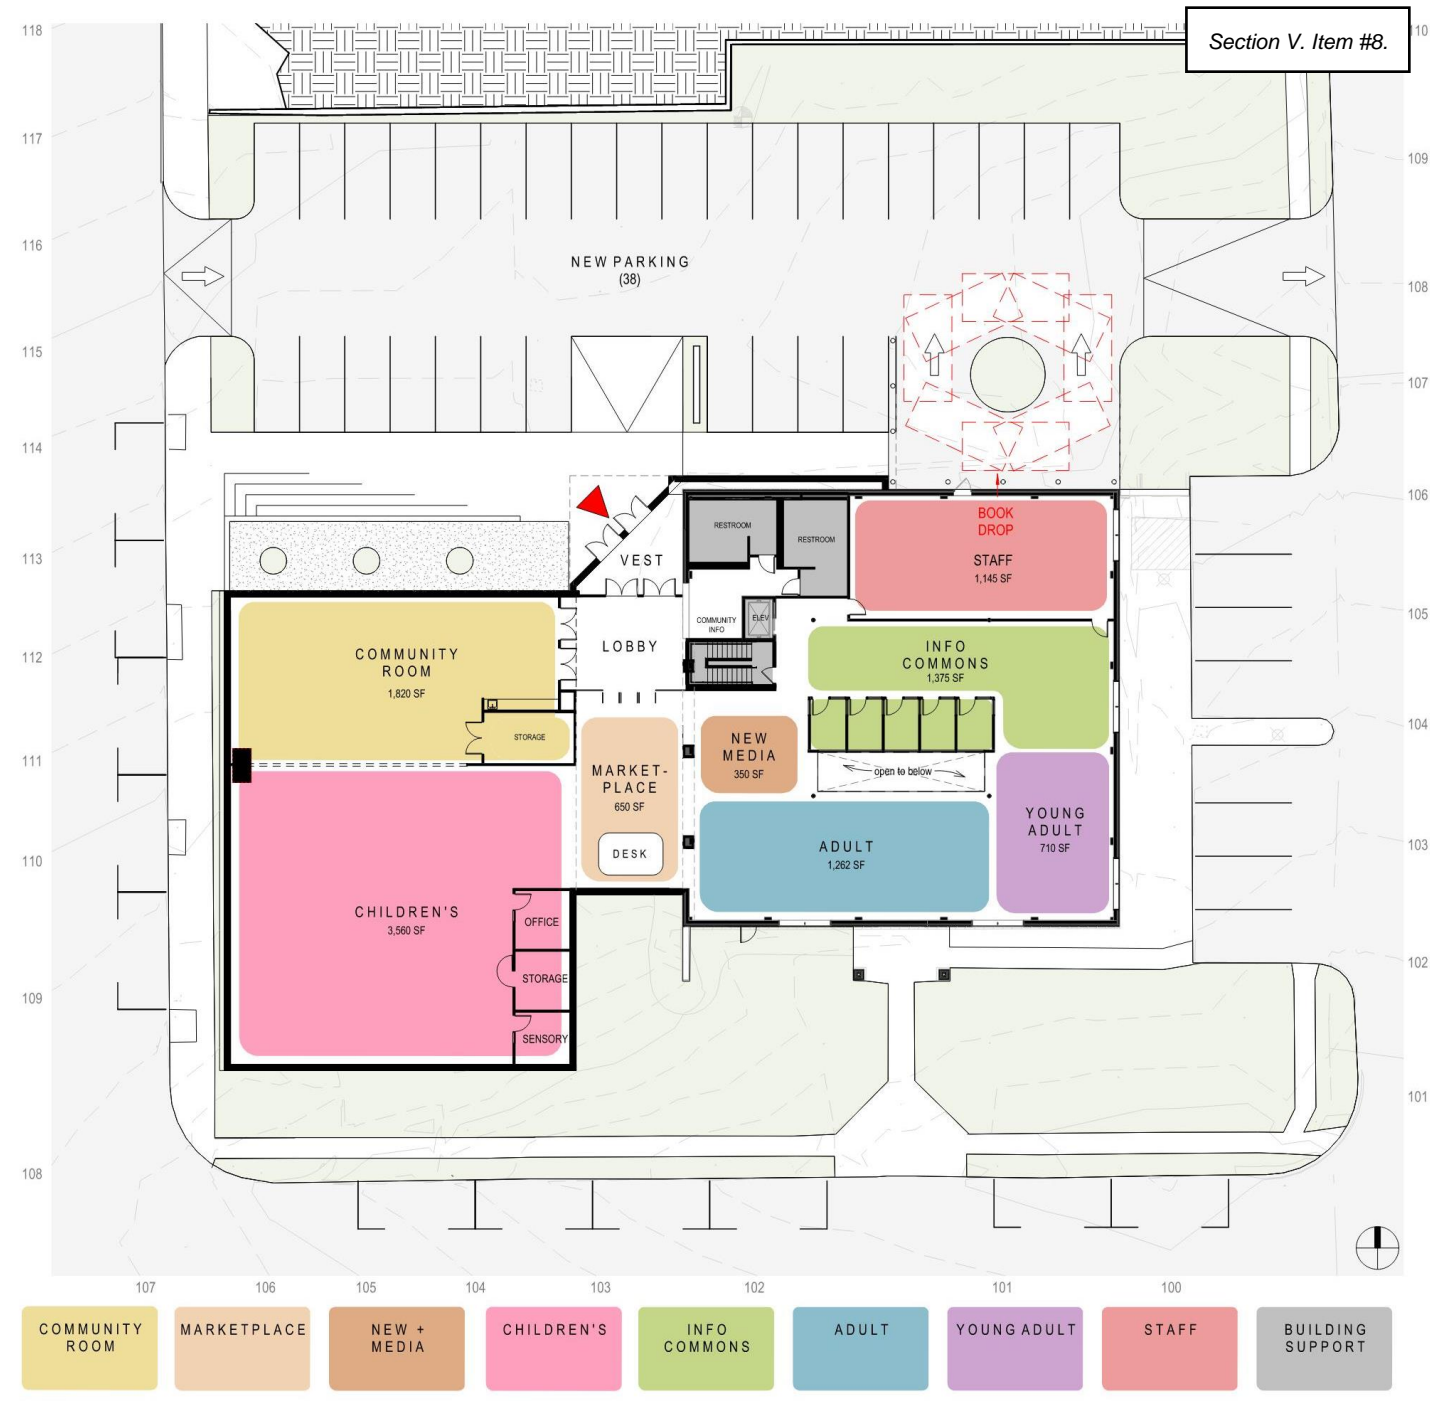 Section V. Item #8.
118
10
117
109
116
108
115
107
114
106
113
105
112
104
111
103
110
102
109
101
108
NEW PARKING
(38)
BOOK
DROP
RESTROOM
RESTROOM
STAFF
1,145 SF
VEST
COMMUNITY
INFO
ELEV
LOBBY
COMMUNITY
ROOM
1,820 SF
INFO
COMMONS
1,375 SF
STORAGE
NEW
MEDIA
350 SF
open to below
MARKET-
PLACE
650 SF
DESK
YOUNG
ADULT
710 SF
ADULT
1,262 SF
CHILDREN'S
3,560 SF
OFFICE
STORAGE
SENSORY
107
106
105
104
103
102
101
100
COMMUNITY
ROOM
MARKETPLACE
NEW +
MEDIA
CHILDREN'S
INFO
COMMONS
ADULT
YOUNG ADULT
STAFF
BUILDING
SUPPORT